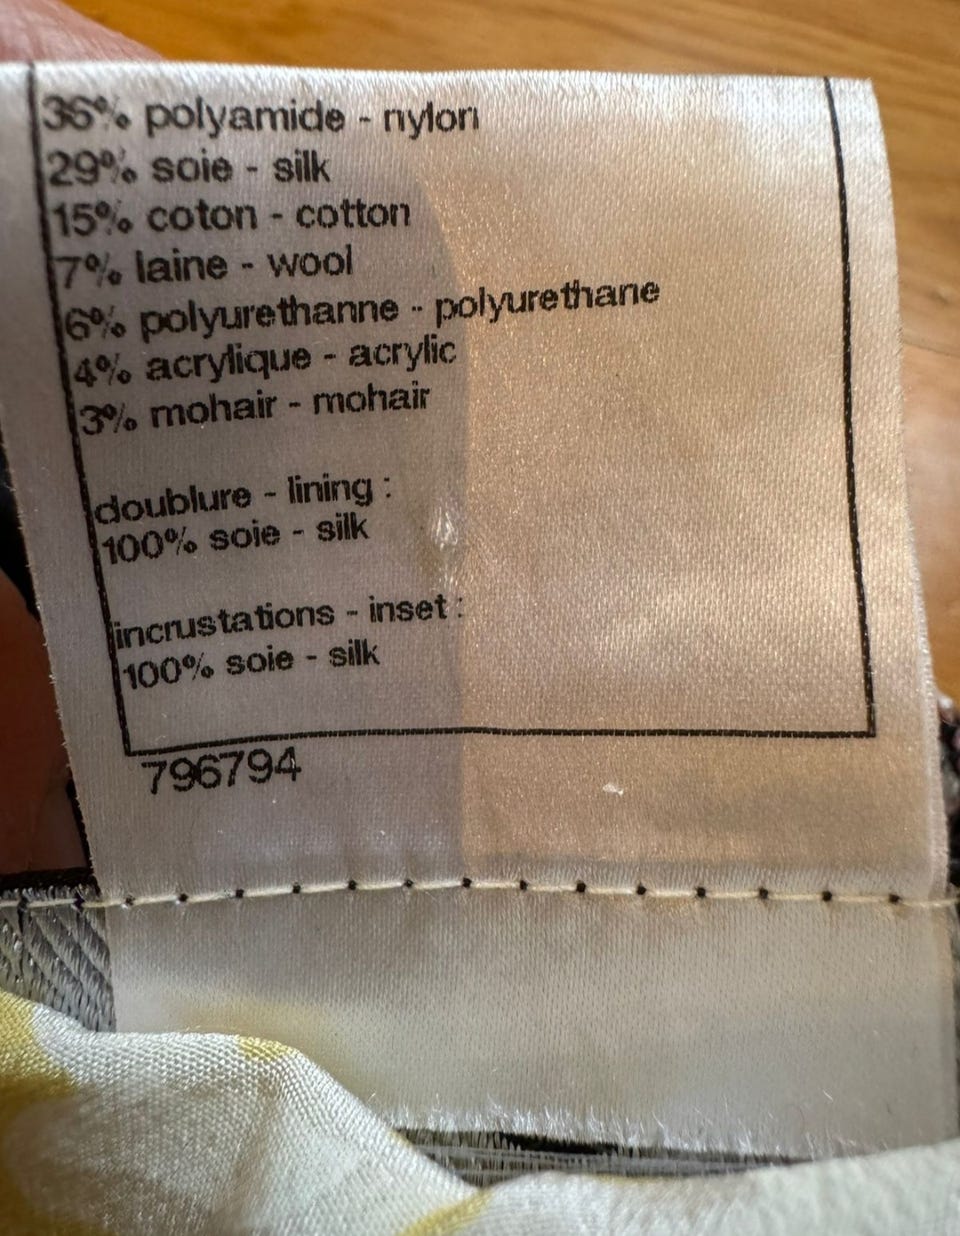 36% polyamide - nylon
29% soie - silk
15% coton - cotton
7% laine - wool
6% polyurethanne - polyurethane
4% acrylique - acrylic
3% mohair - mohair
doublure - lining :
100% soie - silk
incrustations - inset :
100% soie - silk
796794